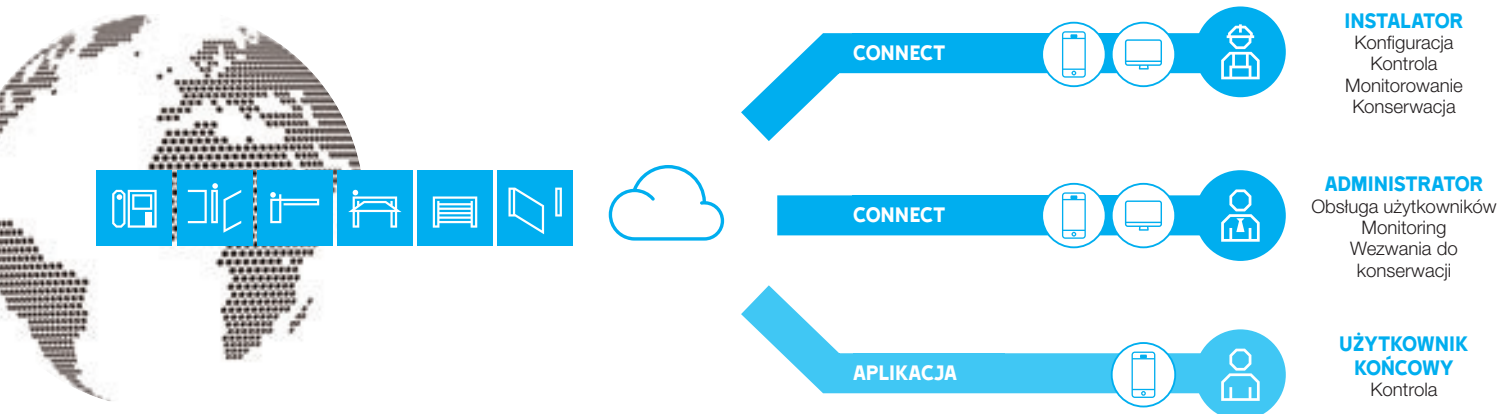 CONNECT
INSTALATOR
Konfiguracja
Kontrola
Monitorowanie
Konserwacja
CONNECT
ADMINISTRATOR
Obsługa użytkowników
Monitoring
Wezwania do
konserwacji
APLIKACJA
UŻYTKOWNIK
KOŃCOWY
Kontrola